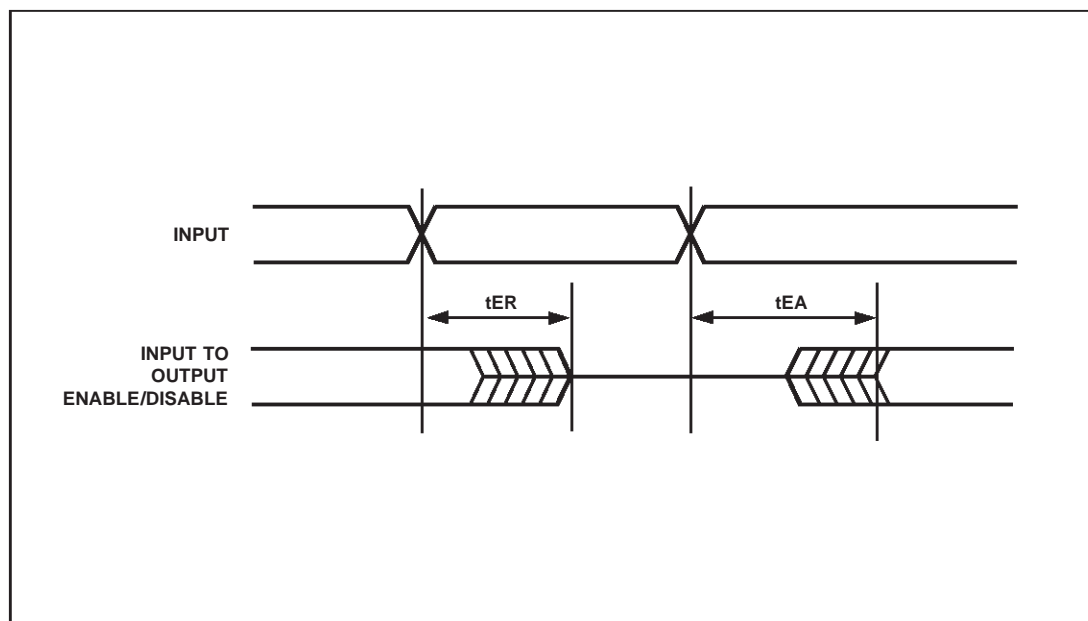 INPUT
tER
tEA
INPUT TO
OUTPUT
ENABLE/DISABLE